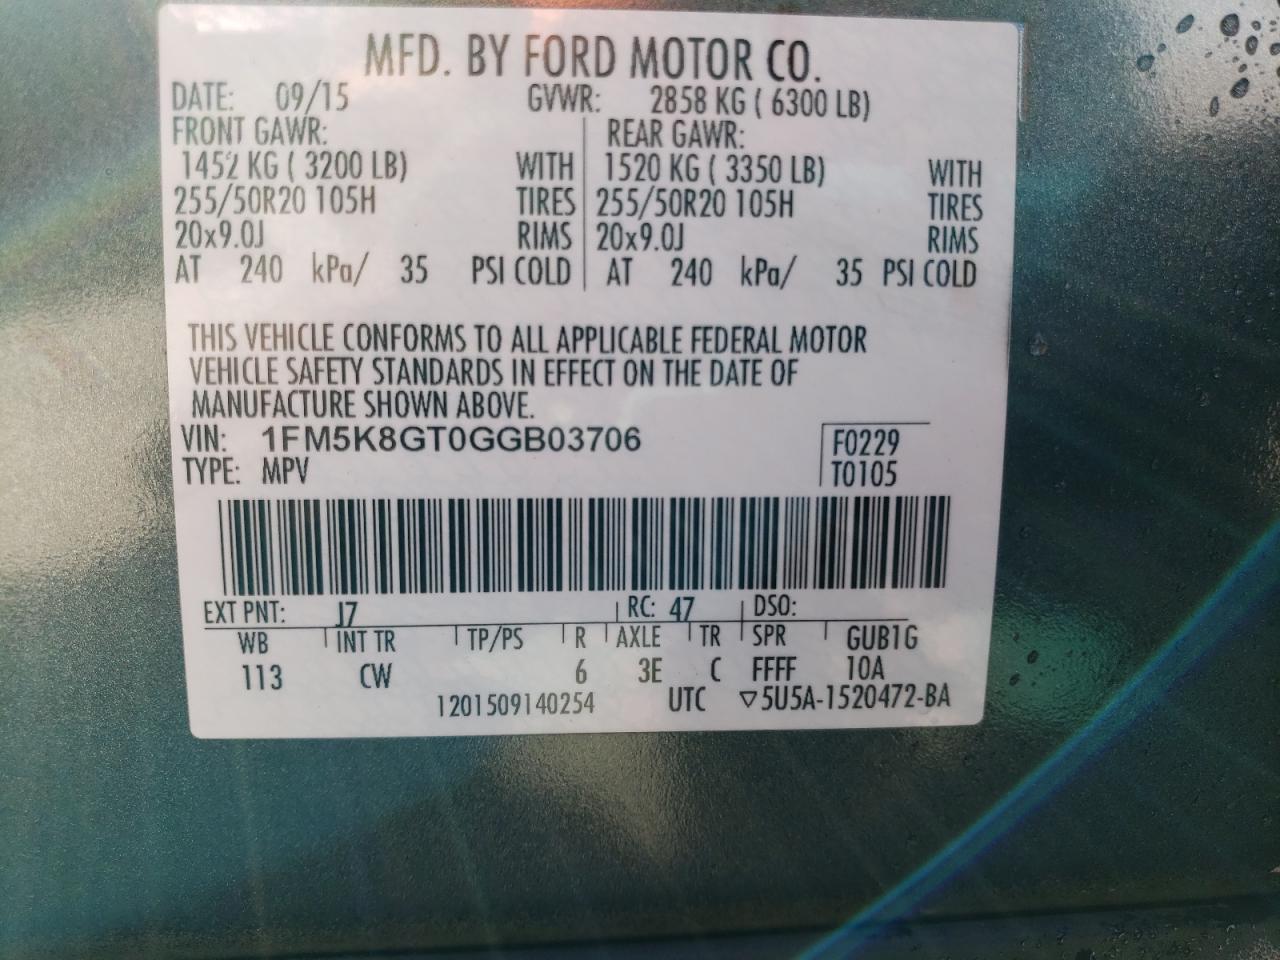 MFD. BY FORD MOTOR CO.
DATE: 09/15 GVWR: 2858 KG ( 6300 LB)
FRONT GAWR: REAR GAWR:
1452 KG ( 3200 LB) WITH 1520 KG ( 3350 LB) WITH
255/50R20 105H TIRES 255/50R20 105H TIRES
20x9.0J RIMS 20x9.0J RIMS
AT 240 kPa/ 35 PSI COLD AT 240 kPa/ 35 PSI COLD
THIS VEHICLE CONFORMS TO ALL APPLICABLE FEDERAL MOTOR
VEHICLE SAFETY STANDARDS IN EFFECT ON THE DATE OF
MANUFACTURE SHOWN ABOVE.
VIN: 1FM5K8GT0GGB03706 F0229
TYPE: MPV T0105
EXT PNT: J7 RC: 47 DSO:
WB INT TR TP/PS R AXLE TR SPR GUB1G
113 CW 6 3E C FFFF 10A
1201509140254 UTC ▽5U5A-1520472-BA